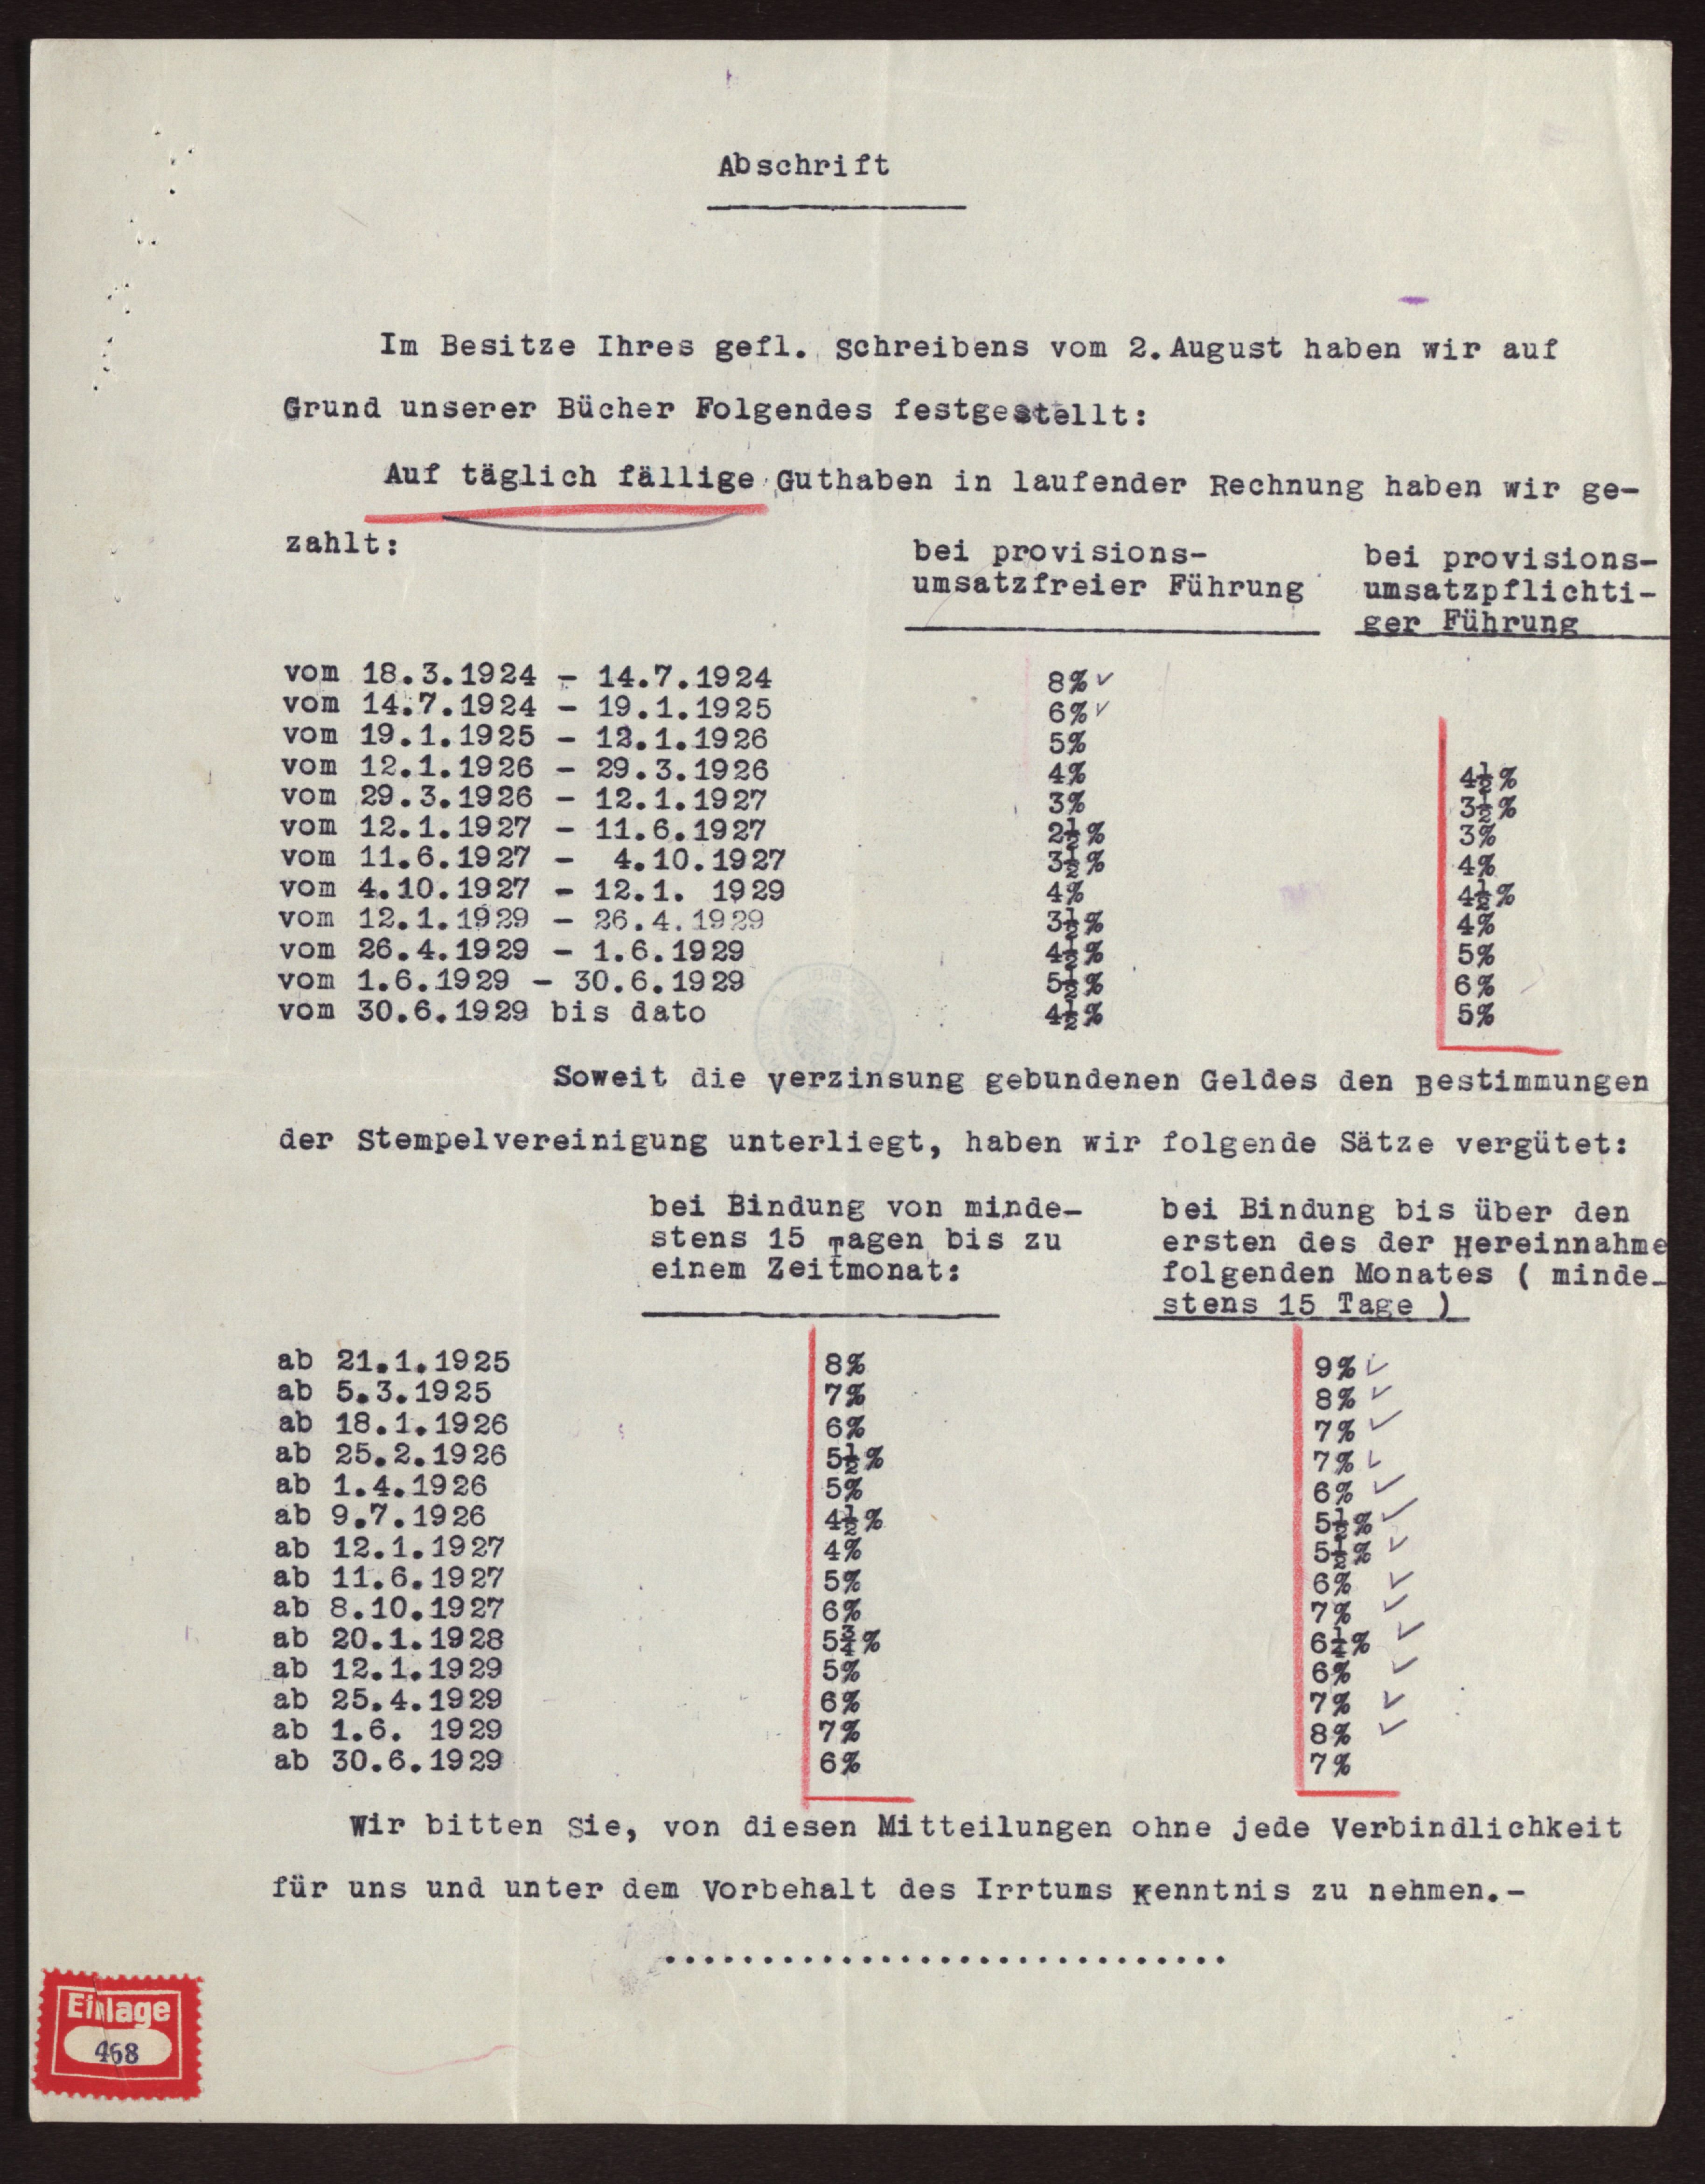 Abschrift
Im Besitze Ihres gefl. Schreibens vom 2.August haben wir auf
Grund unserer Bücher Folgendes festgestellt:
Auf täglich fällige Guthaben in laufender Rechnung haben wir ge-
zahlt:
bei provisions- bei provisions-
umsatzfreier Führung umsatzpflichti-
ger Führung
vom 18.3.1924 - 14.7.1924 8%
vom 14.7.1924 - 19.1.1925 6%
vom 19.1.1925 - 12.1.1926 5%
vom 12.1.1926 - 29.3.1926 4% 4½%
vom 29.3.1926 - 12.1.1927 3% 3½%
vom 12.1.1927 - 11.6.1927 2½% 3%
vom 11.6.1927 - 4.10.1927 3½% 4%
vom 4.10.1927 - 12.1. 1929 4% 4½%
vom 12.1.1929 - 26.4.1929 3½% 4%
vom 26.4.1929 - 1.6.1929 4½% 5%
vom 1.6.1929 - 30.6.1929 5½% 6%
vom 30.6.1929 bis dato 4½% 5%
Soweit die Verzinsung gebundenen Geldes den Bestimmungen
der Stempelvereinigung unterliegt, haben wir folgende Sätze vergütet:
bei Bindung von minde- bei Bindung bis über den
stens 15 Tagen bis zu ersten des der Hereinnahme
einem Zeitmonat: folgenden Monates ( minde-
stens 15 Tage )
ab 21.1.1925 8% 9%
ab 5.3.1925 7% 8%
ab 18.1.1926 6% 7%
ab 25.2.1926 5½% 7%
ab 1.4.1926 5% 6%
ab 9.7.1926 4½% 5½%
ab 12.1.1927 4% 5½%
ab 11.6.1927 5% 6%
ab 8.10.1927 6% 7%
ab 20.1.1928 5¾% 6¼%
ab 12.1.1929 5% 6%
ab 25.4.1929 6% 7%
ab 1.6. 1929 7% 8%
ab 30.6.1929 6% 7%
Wir bitten Sie, von diesen Mitteilungen ohne jede Verbindlichkeit
für uns und unter dem Vorbehalt des Irrtums Kenntnis zu nehmen.-
.............................
Einlage
468